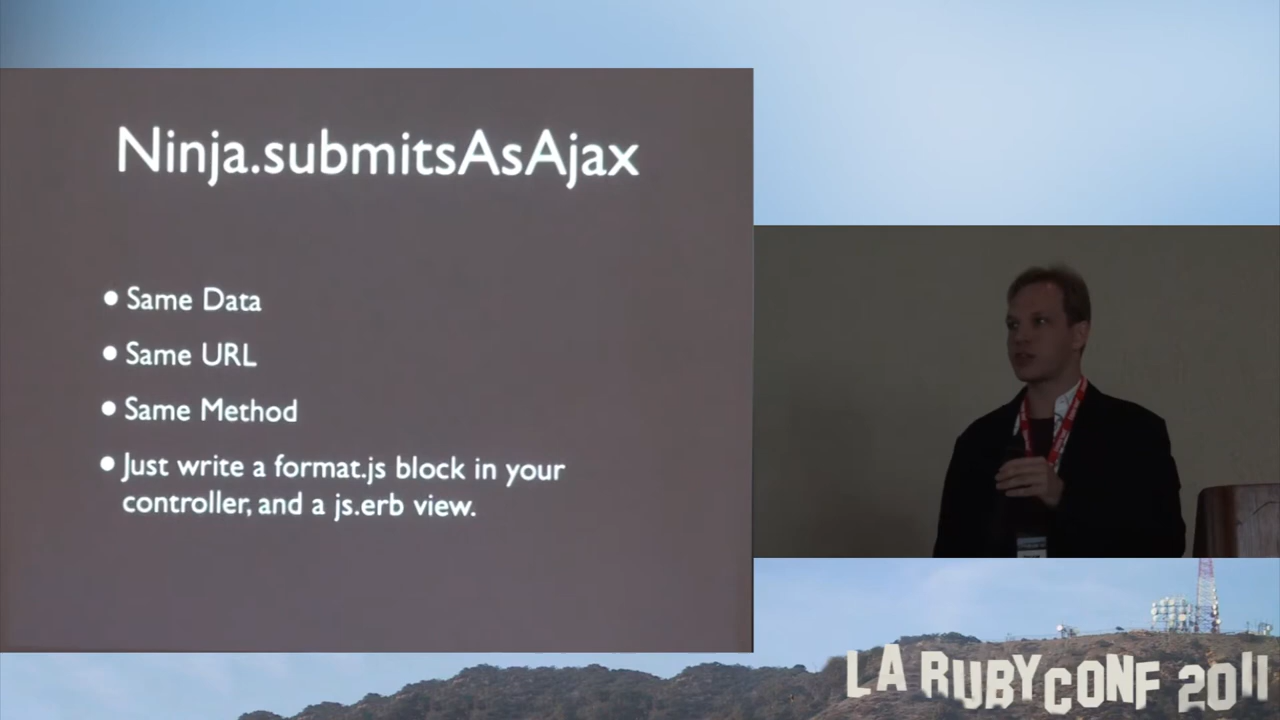 Ninja.submitsAsAjax
• Same Data
• Same URL
• Same Method
• Just write a format.js block in your
controller, and a js.erb view.
LA RUBYCONF 2011